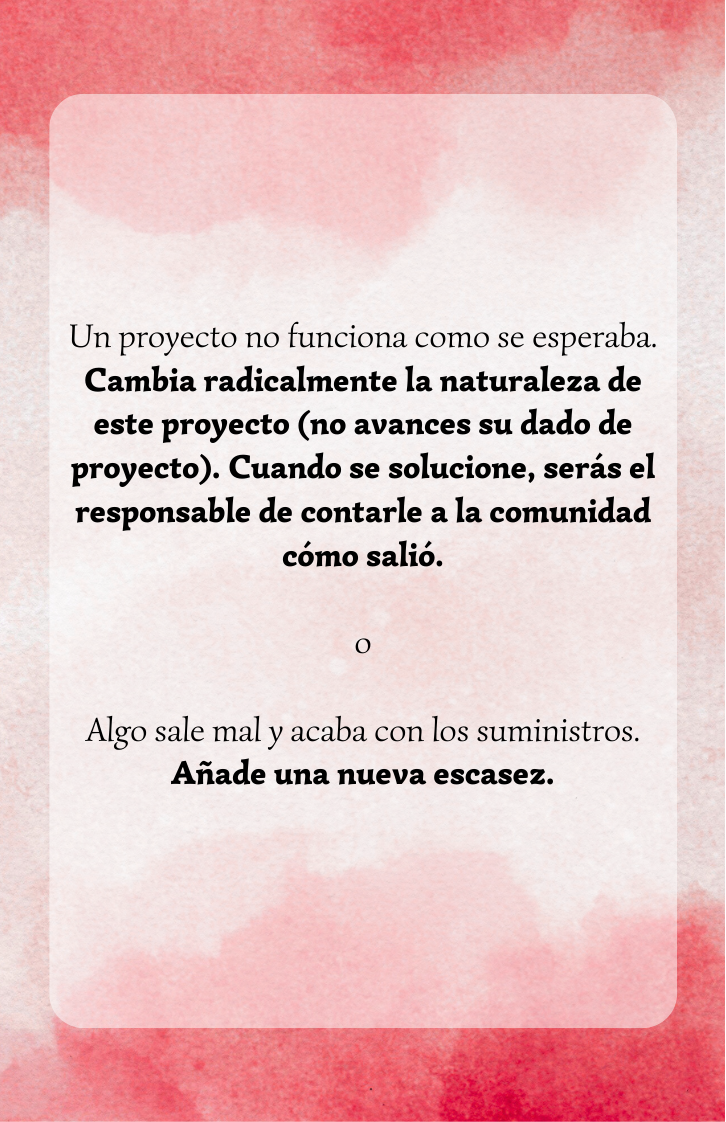 Un proyecto no funciona como se esperaba.
Cambia radicalmente la naturaleza de
este proyecto (no avances su dado de
proyecto). Cuando se solucione, serás el
responsable de contarle a la comunidad
cómo salió.
o
Algo sale mal y acaba con los suministros.
Añade una nueva escasez.